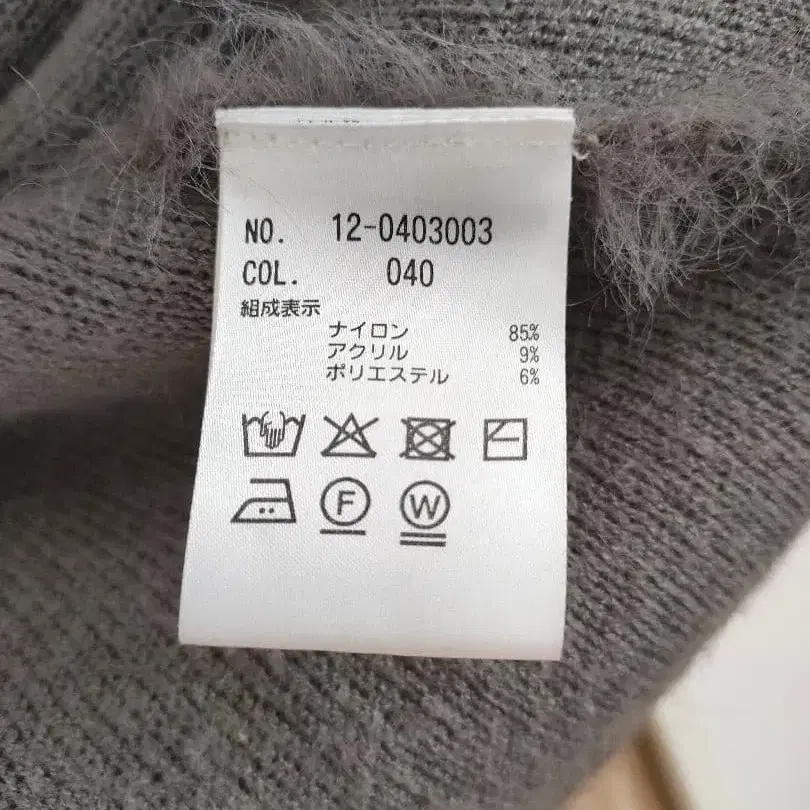 NO. 12-0403003
COL. 040
組成表示
ナイロン 85%
アクリル 9%
ポリエステル 6%
F W